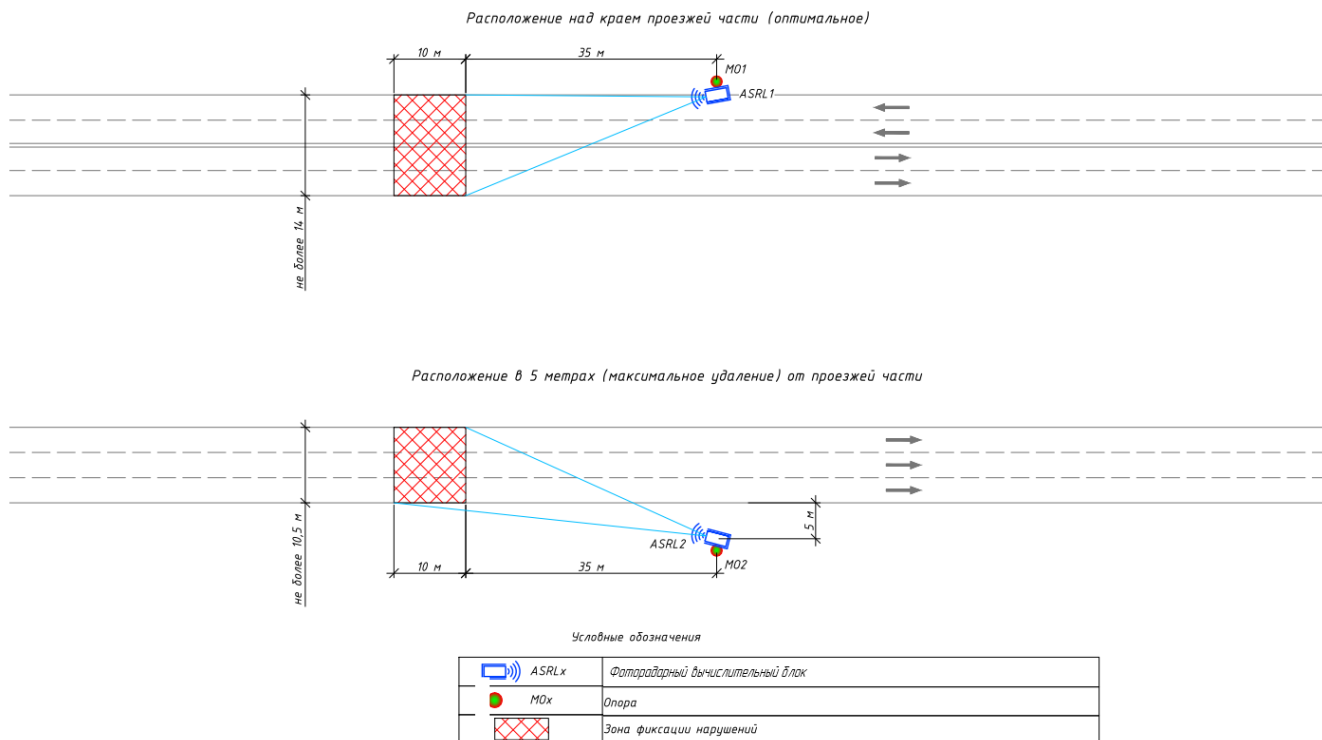 Расположение над краем проезжей части (оптимальное)
10 м
35 м
МО1
ASRL1
не более 14 м
Расположение в 5 метрах (максимальное удаление) от проезжей части
не более 10,5 м
5 м
ASRL2
МО2
10 м
35 м
Условные обозначения
ASRLx
Фоторадарный вычислительный блок
МОx
Опора
Зона фиксации нарушений